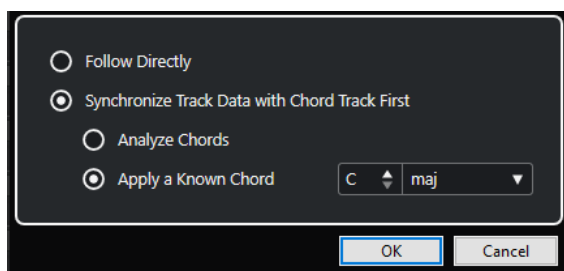 Follow Directly
Synchronize Track Data with Chord Track First
Analyze Chords
Apply a Known Chord C maj
OK Cancel